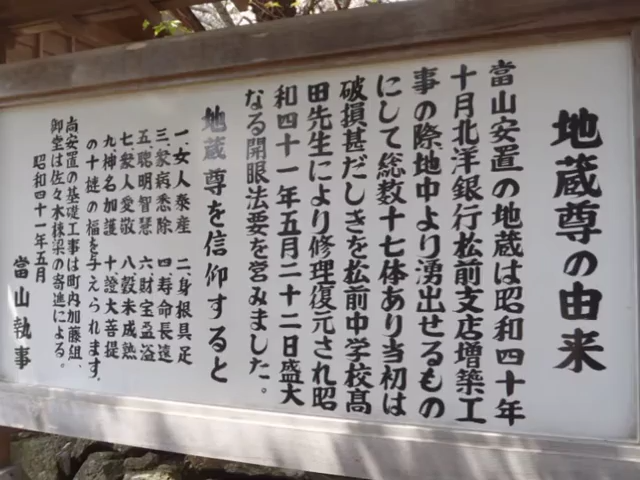 地蔵尊の由来
當山安置の地蔵は昭和四十年
十月北洋銀行松前支店増築工
事の際、地中より湧出せるもの
にして総数十七体あり当初は
破損甚だしきを松前中学校髙
田先生により修理復元され昭
和四十一年五月二十二日盛大
なる開眼法要を営みました。
地蔵尊を信仰すると
一、女人泰産 二、身根具足
三、衆病悉除 四、寿命長遠
五、聰明智慧 六、財宝盈溢
七、衆人愛敬 八、穀米成熟
九、神名加護 十、證大菩提
の十種の福を与えられます。
尚安置の基礎工事は町内加藤組、
御堂は佐々木棟梁の寄進による。
昭和四十一年五月
當山執事